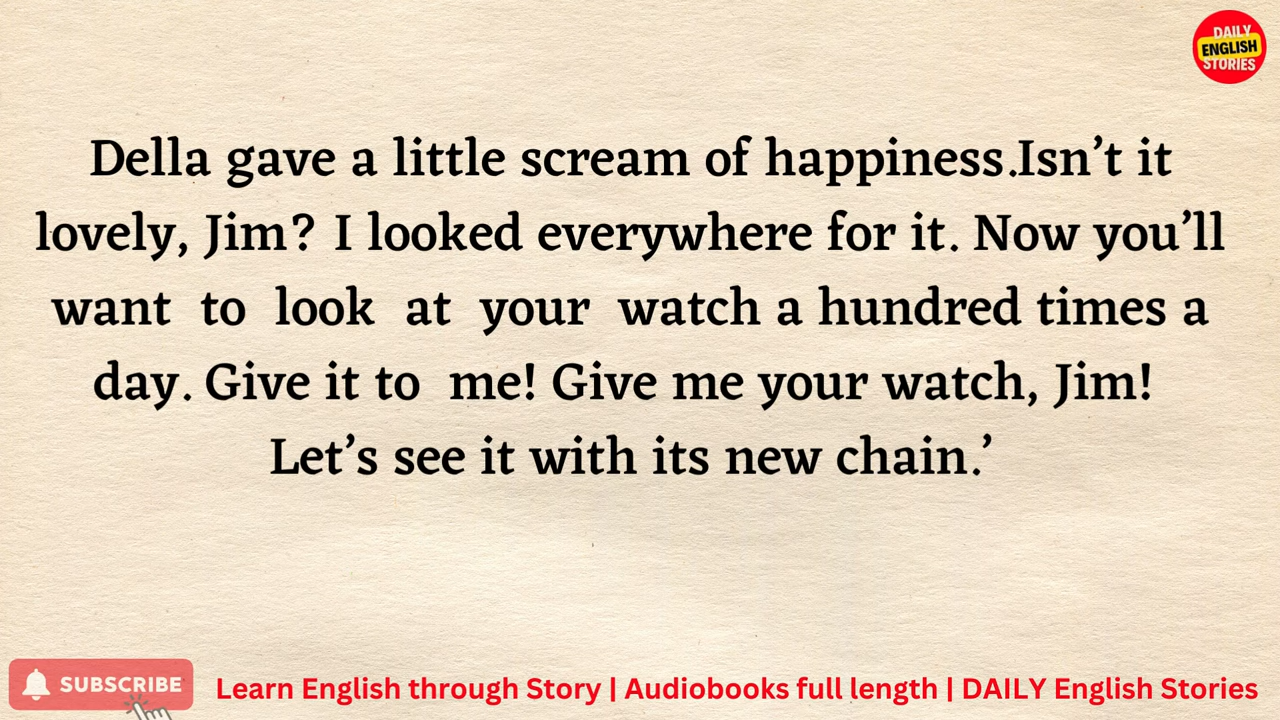 DAILY
ENGLISH
STORIES
Della gave a little scream of happiness.Isn’t it
lovely, Jim? I looked everywhere for it. Now you’ll
want to look at your watch a hundred times a
day. Give it to me! Give me your watch, Jim!
Let’s see it with its new chain.’
SUBSCRIBE
Learn English through Story | Audiobooks full length | DAILY English Stories